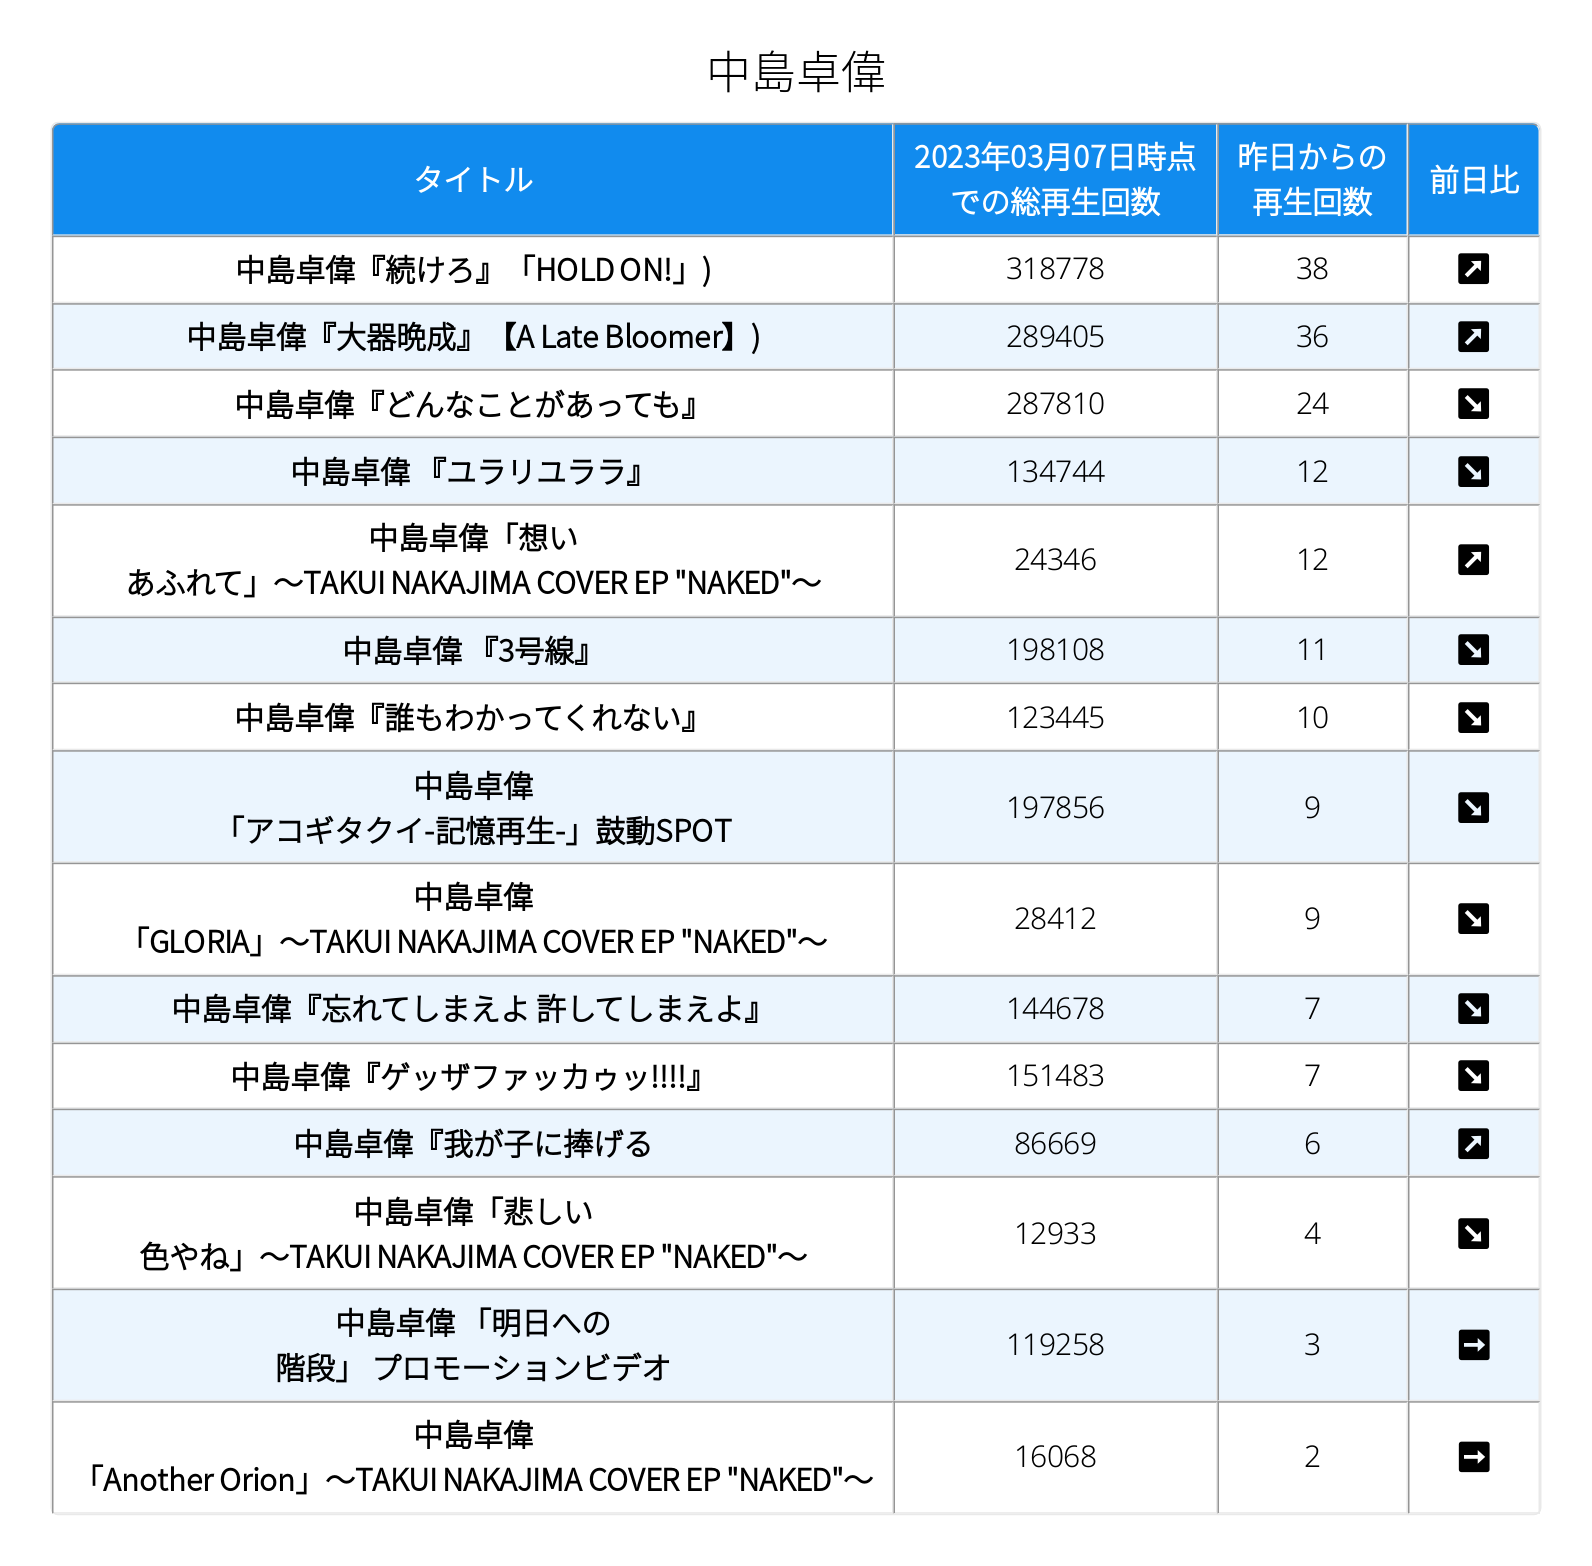 中島卓偉
タイトル
2023年03月07日時点
での総再生回数
昨日からの
再生回数
前日比
中島卓偉『続けろ』「HOLD ON!」)
318778
38
中島卓偉『大器晩成』【A Late Bloomer】)
289405
36
中島卓偉『どんなことがあっても』
287810
24
中島卓偉 『ユラリユララ』
134744
12
中島卓偉「想い
あふれて」～TAKUI NAKAJIMA COVER EP "NAKED"～
24346
12
中島卓偉 『3号線』
198108
11
中島卓偉『誰もわかってくれない』
123445
10
中島卓偉
「アコギタクイ-記憶再生-」鼓動SPOT
197856
9
中島卓偉
「GLORIA」～TAKUI NAKAJIMA COVER EP "NAKED"～
28412
9
中島卓偉『忘れてしまえよ 許してしまえよ』
144678
7
中島卓偉『ゲッザファッカゥッ!!!!』
151483
7
中島卓偉『我が子に捧げる
86669
6
中島卓偉「悲しい
色やね」～TAKUI NAKAJIMA COVER EP "NAKED"～
12933
4
中島卓偉 「明日への
階段」 プロモーションビデオ
119258
3
中島卓偉
「Another Orion」～TAKUI NAKAJIMA COVER EP "NAKED"～
16068
2